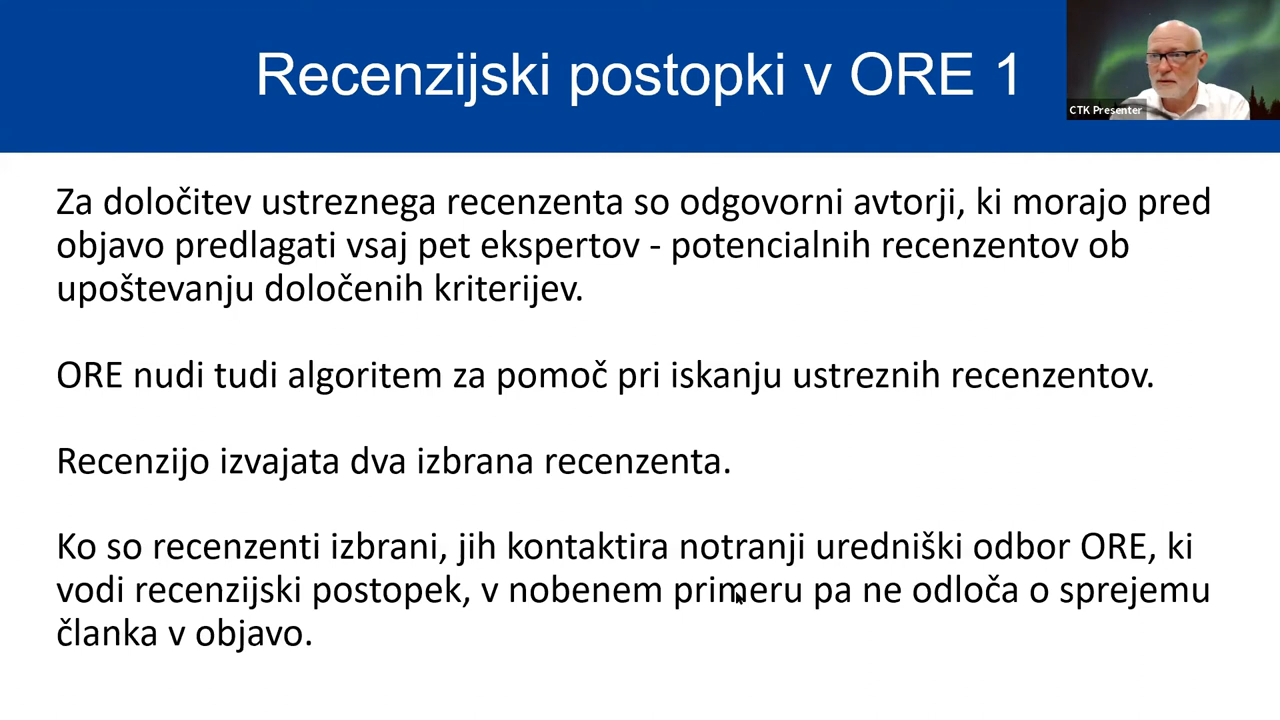 Recenzijski postopki v ORE 1
CTK Presenter
Za določitev ustreznega recenzenta so odgovorni avtorji, ki morajo pred
objavo predlagati vsaj pet ekspertov - potencialnih recenzentov ob
upoštevanju določenih kriterijev.
ORE nudi tudi algoritem za pomoč pri iskanju ustreznih recenzentov.
Recenzijo izvajata dva izbrana recenzenta.
Ko so recenzenti izbrani, jih kontaktira notranji uredniški odbor ORE, ki
vodi recenzijski postopek, v nobenem primeru pa ne odloča o sprejemu
članka v objavo.